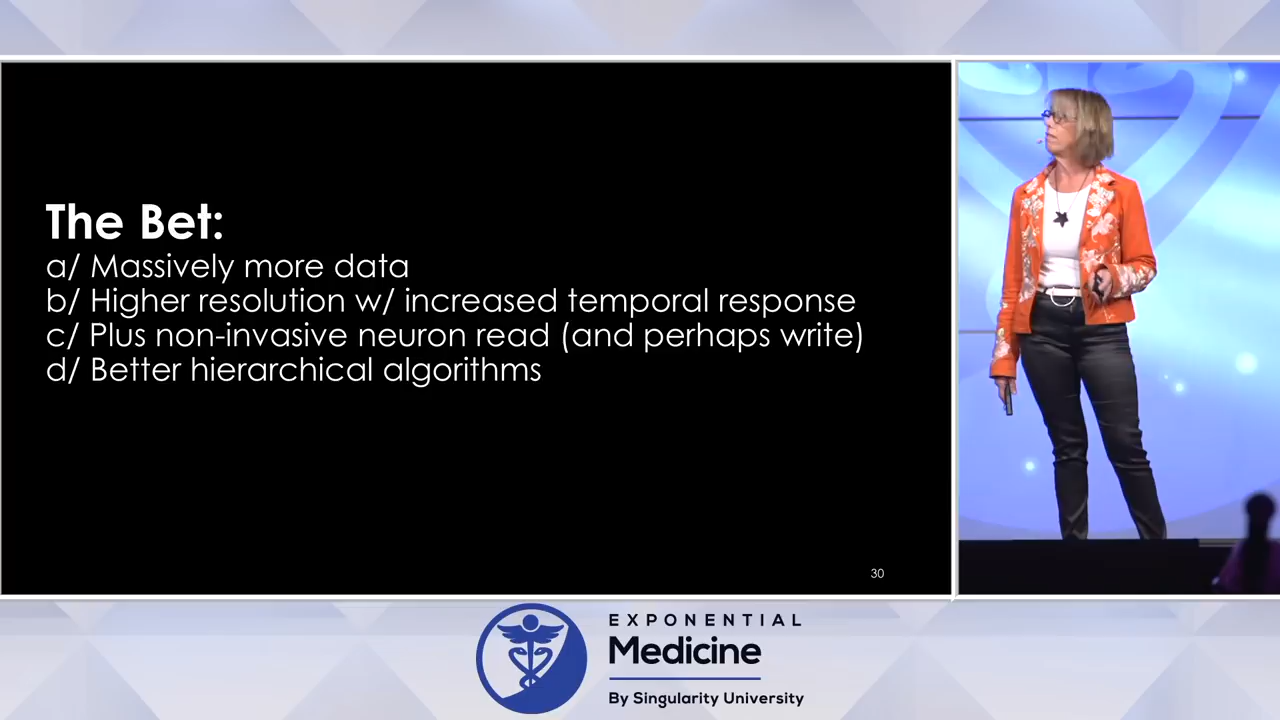 The Bet:
a/ Massively more data
b/ Higher resolution w/ increased temporal response
c/ Plus non-invasive neuron read (and perhaps write)
d/ Better hierarchical algorithms
30
EXPONENTIAL
Medicine
By Singularity University